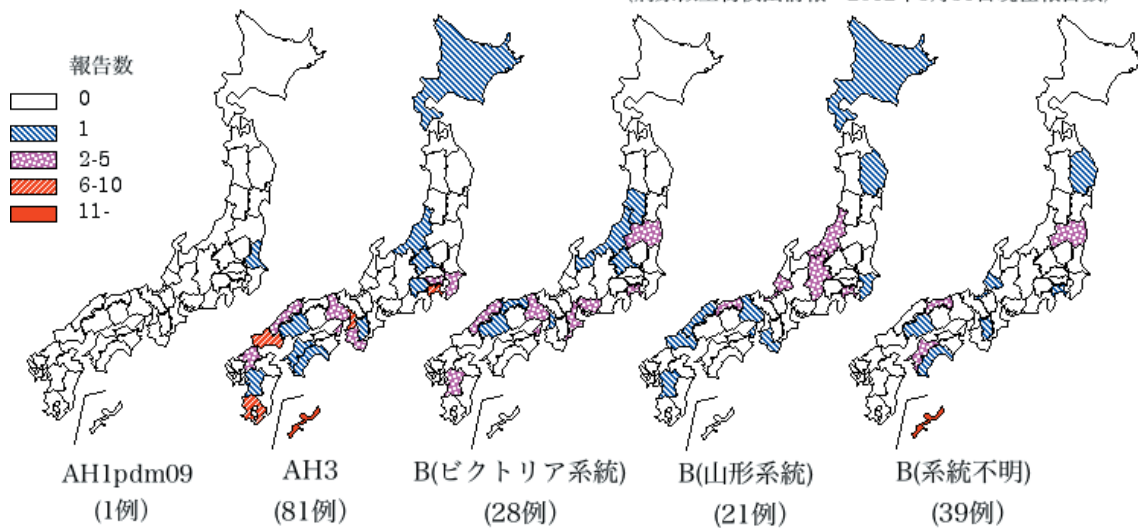 報告数
0
1
2-5
6-10
11-
AH1pdm09
(1例)
AH3
(81例)
B(ビクトリア系統)
(28例)
B(山形系統)
(21例)
B(系統不明)
(39例)